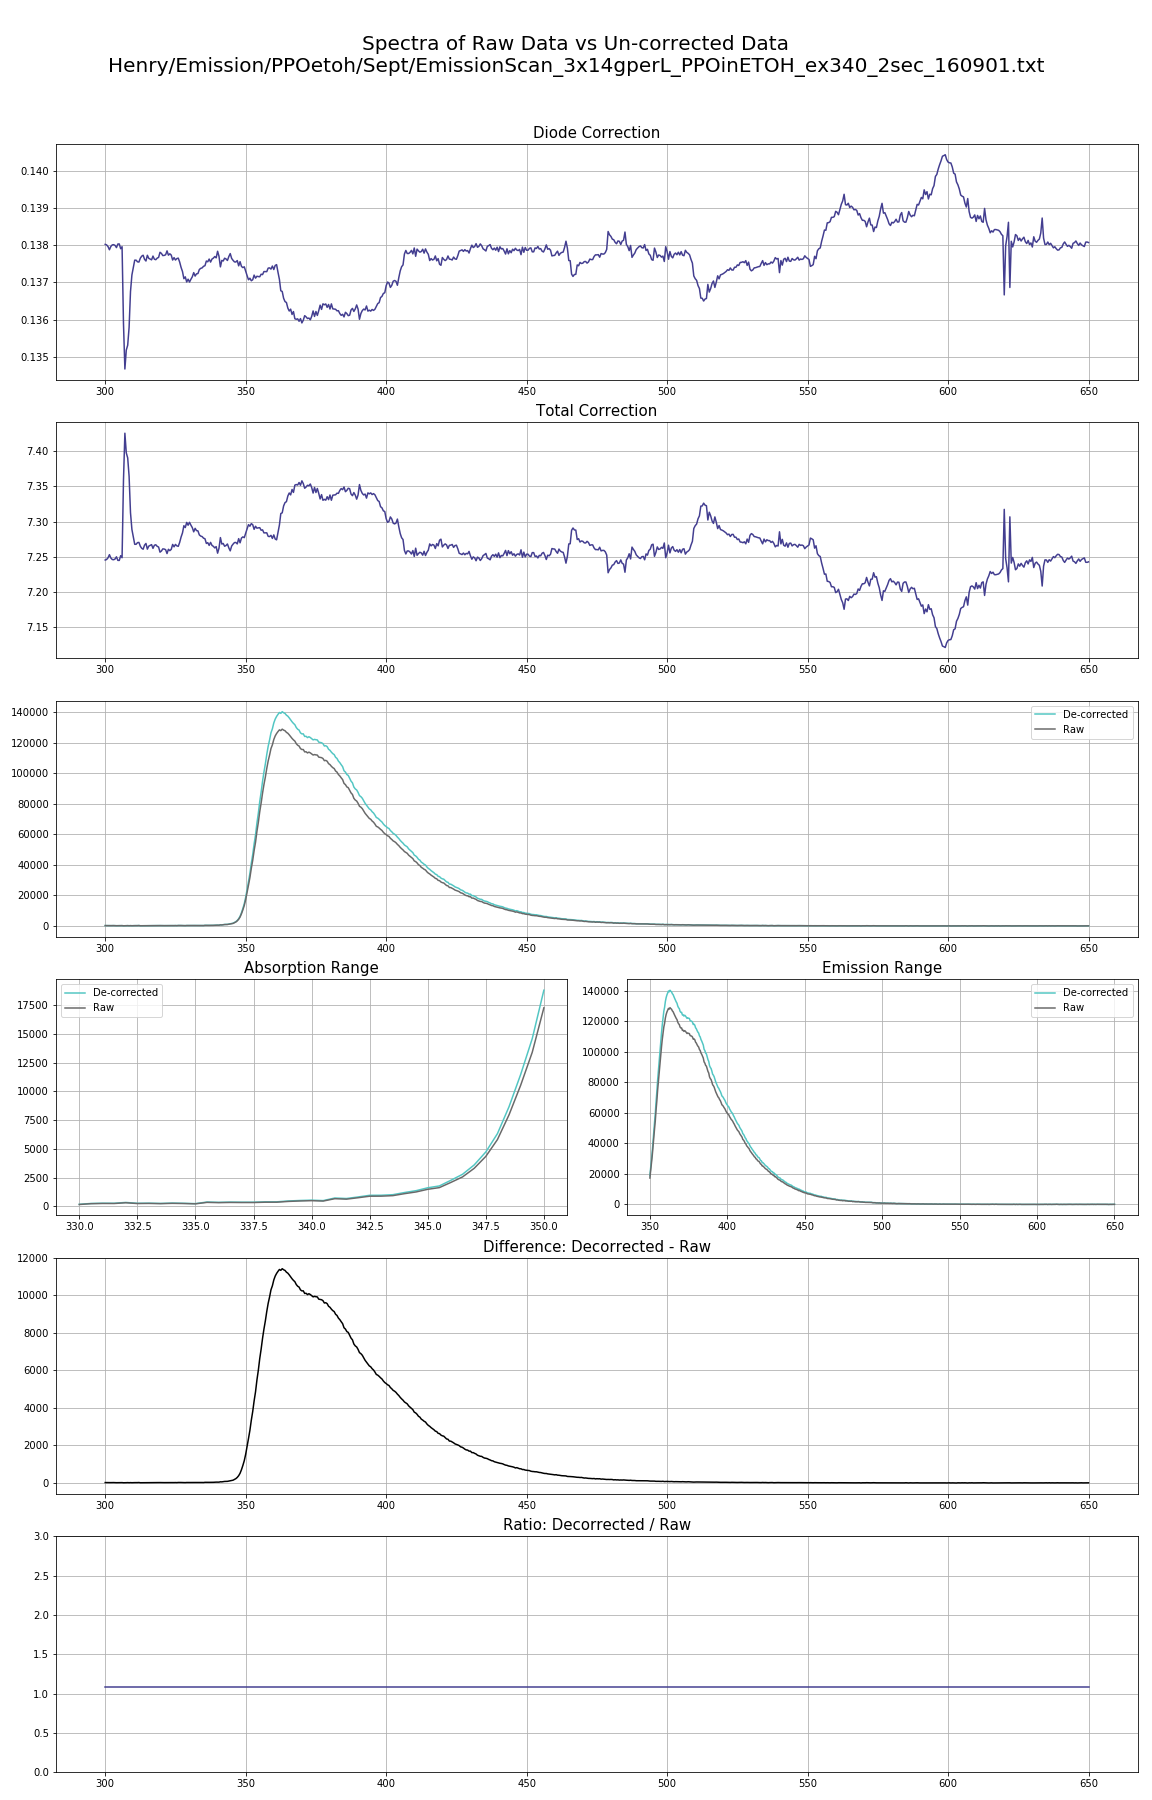 Spectra of Raw Data vs Un-corrected Data
Henry/Emission/PPOetoh/Sept/EmissionScan_3x14gperL_PPOinETOH_ex340_2sec_160901.txt
Diode Correction
0.140
0.139
0.138
0.137
0.136
0.135
300 350 400 450 500 550 600 650
Total Correction
7.40
7.35
7.30
7.25
7.20
7.15
300 350 400 450 500 550 600 650
140000
120000
100000
80000
60000
40000
20000
0
De-corrected
Raw
300 350 400 450 500 550 600 650
Absorption Range
17500
15000
12500
10000
7500
5000
2500
0
De-corrected
Raw
330.0 332.5 335.0 337.5 340.0 342.5 345.0 347.5 350.0
Emission Range
140000
120000
100000
80000
60000
40000
20000
0
De-corrected
Raw
350 400 450 500 550 600 650
Difference: Decorrected - Raw
12000
10000
8000
6000
4000
2000
0
300 350 400 450 500 550 600 650
Ratio: Decorrected / Raw
3.0
2.5
2.0
1.5
1.0
0.5
0.0
300 350 400 450 500 550 600 650